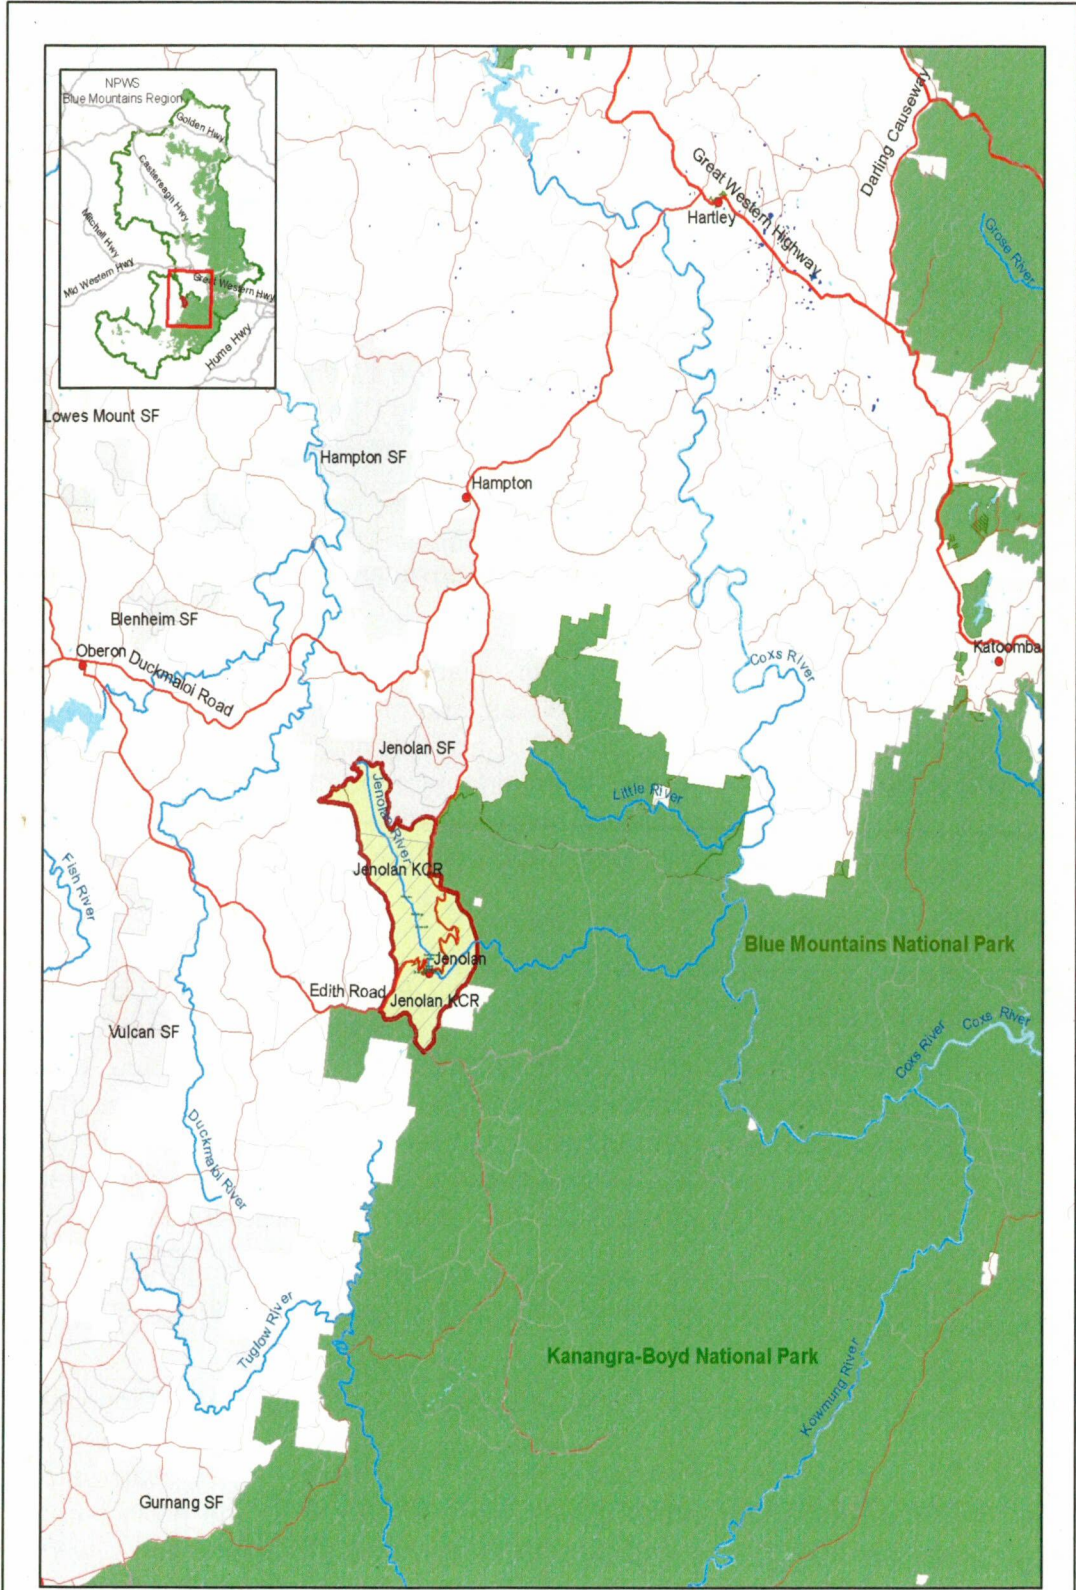 NPWS
Blue Mountains Region
Golden Hwy
Castlereagh Hwy
Mitchell Hwy
Mid Western Hwy
Great Western Hwy
Hume Hwy
Darling Causeway
Great Western Highway
Hartley
Grose River
Lowes Mount SF
Hampton SF
Hampton
Blenheim SF
Oberon
Duckmaloi Road
Katoomba
Coxs River
Jenolan SF
Little River
Jenolan River
Jenolan KCR
Fish River
Blue Mountains National Park
Jenolan
Edith Road
Jenolan KCR
Vulcan SF
Coxs River
Coxs River
Duckmaloi River
Tuglow River
Kanangra-Boyd National Park
Kowmung River
Gurnang SF